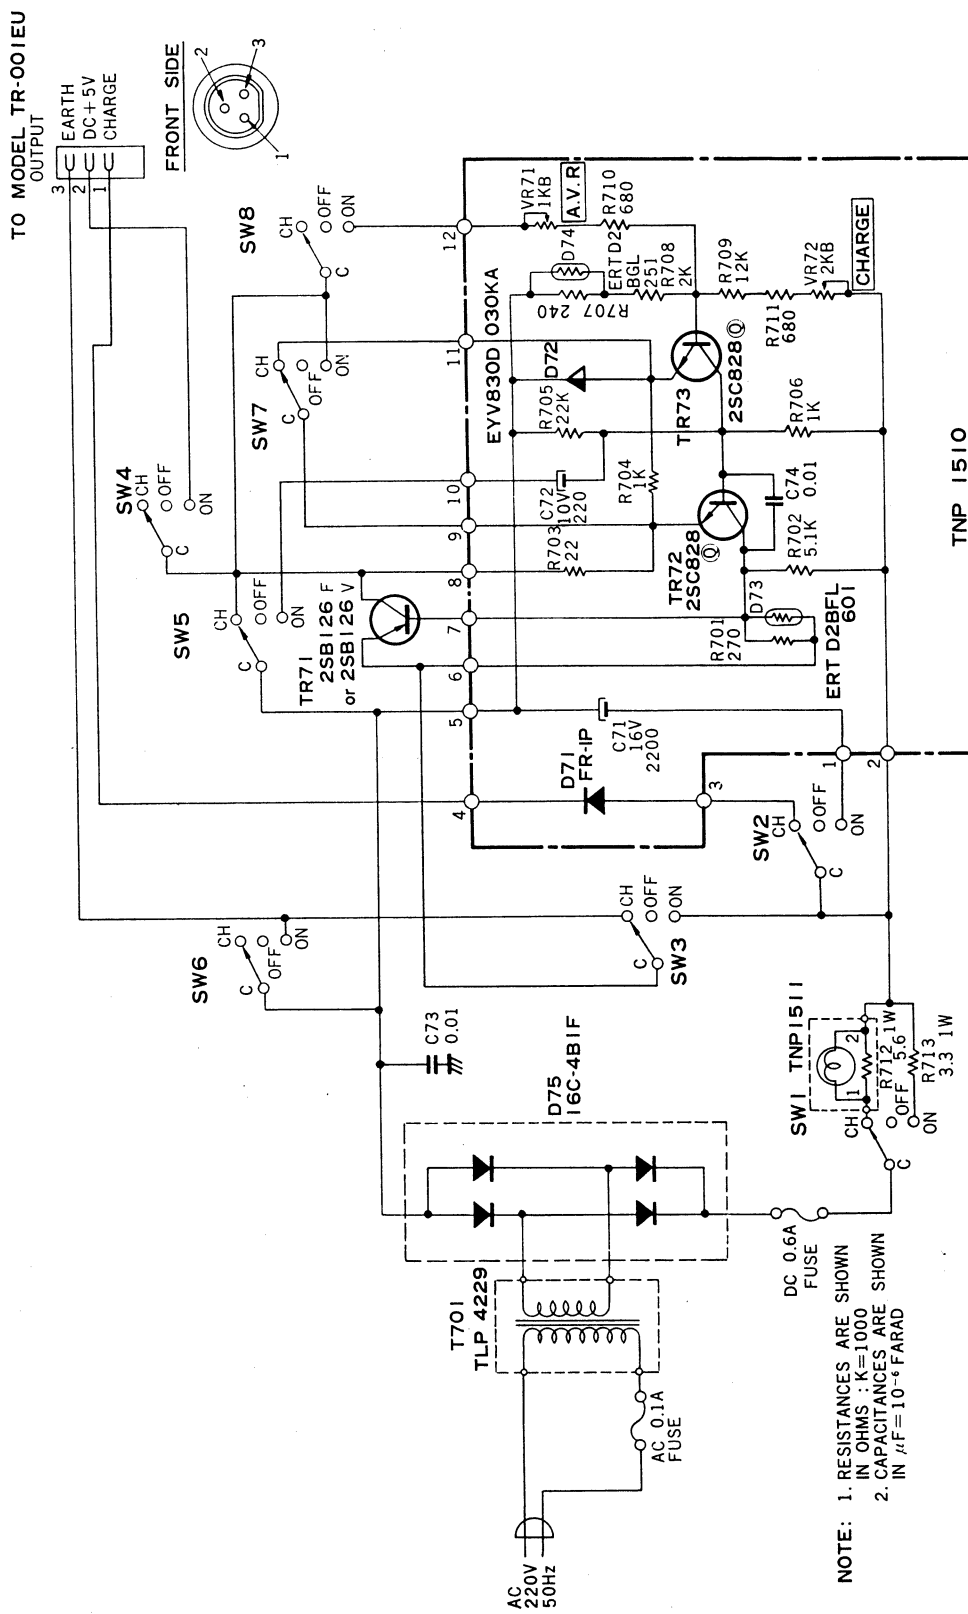 TO MODEL TR-001EU
OUTPUT
3 EARTH
2 DC+5V
1 CHARGE
FRONT SIDE
2
3
1
SW8
CH
OFF
ON
C
SW7
CH
OFF
ON
C
SW4
CH
OFF
ON
C
SW5
CH
OFF
ON
C
SW6
CH
OFF
ON
C
TR71
2SB126 F
or 2SB126 V
EYV830D 030KA
12
11
10
9
8
7
6
5
4
3
2
1
VR71
1KB
A.V.R
R710
680
D74
ERT D2
BGL
251
R707 240
R708
2K
R709
12K
R711
680
VR72
2KB
CHARGE
D72
TR73
2SC828 Q
R705
22K
R706
1K
C72
10V
220
R704
1K
R703
22
TR72
2SC828
Q
C74
0.01
R702
5.1K
D73
R701
270
ERT D2BFL
601
C71
16V
2200
D71
FR-1P
TNP 1510
SW2
CH
OFF
ON
C
SW3
CH
OFF
ON
C
C73
0.01
D75
16C-4B1F
SW1 TNP1511
1
2
R712 1W
5.6
R713
3.3 1W
CH
OFF
ON
C
T701
TLP 4229
DC 0.6A
FUSE
AC 0.1A
FUSE
AC
220V
50Hz
NOTE: 1. RESISTANCES ARE SHOWN
IN OHMS : K=1000
2. CAPACITANCES ARE SHOWN
IN μF=10⁻⁶ FARAD